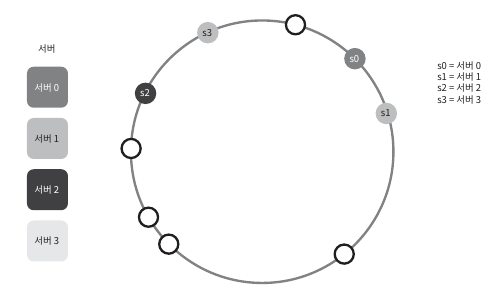 서버
서버 0
서버 1
서버 2
서버 3
s3
s0
s2
s1
s0 = 서버 0
s1 = 서버 1
s2 = 서버 2
s3 = 서버 3